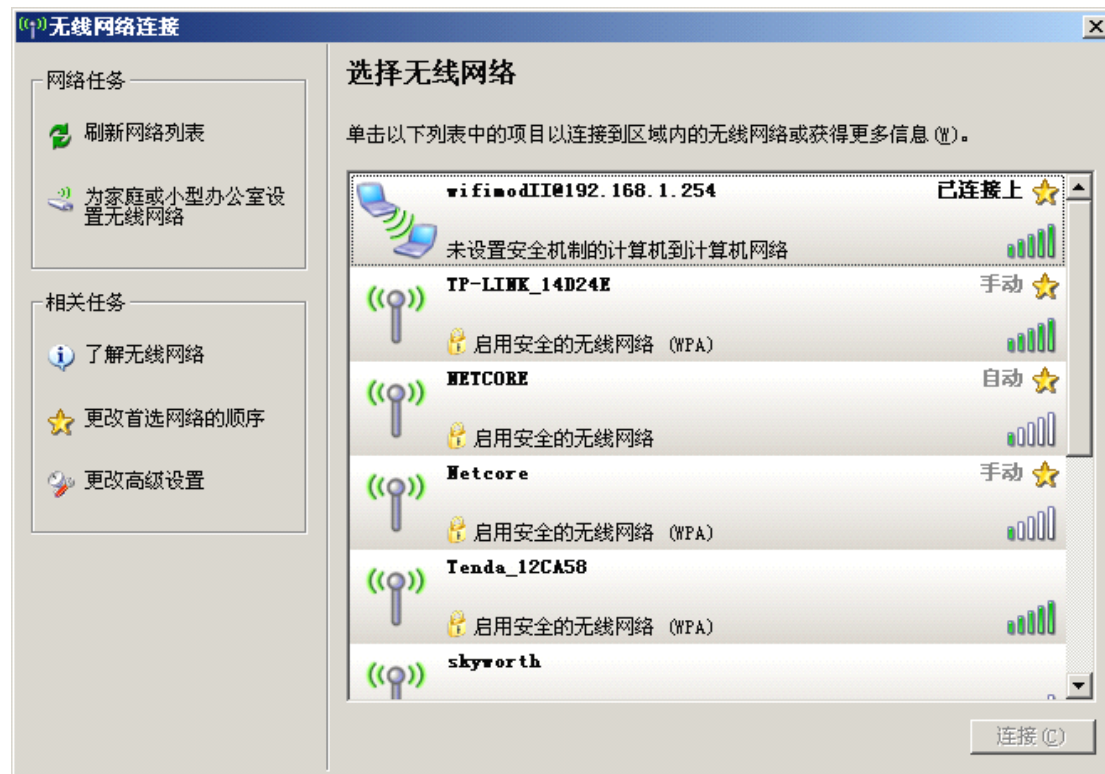 无线网络连接
网络任务
刷新网络列表
为家庭或小型办公室设
置无线网络
相关任务
了解无线网络
更改首选网络的顺序
更改高级设置
选择无线网络
单击以下列表中的项目以连接到区域内的无线网络或获得更多信息(W)。
wifimodII@192.168.1.254 已连接上
未设置安全机制的计算机到计算机网络
TP-LINK_14D24E 手动
启用安全的无线网络 (WPA)
NETCORE 自动
启用安全的无线网络
Netcore 手动
启用安全的无线网络 (WPA)
Tenda_12CA58
启用安全的无线网络 (WPA)
skyworth
连接(C)